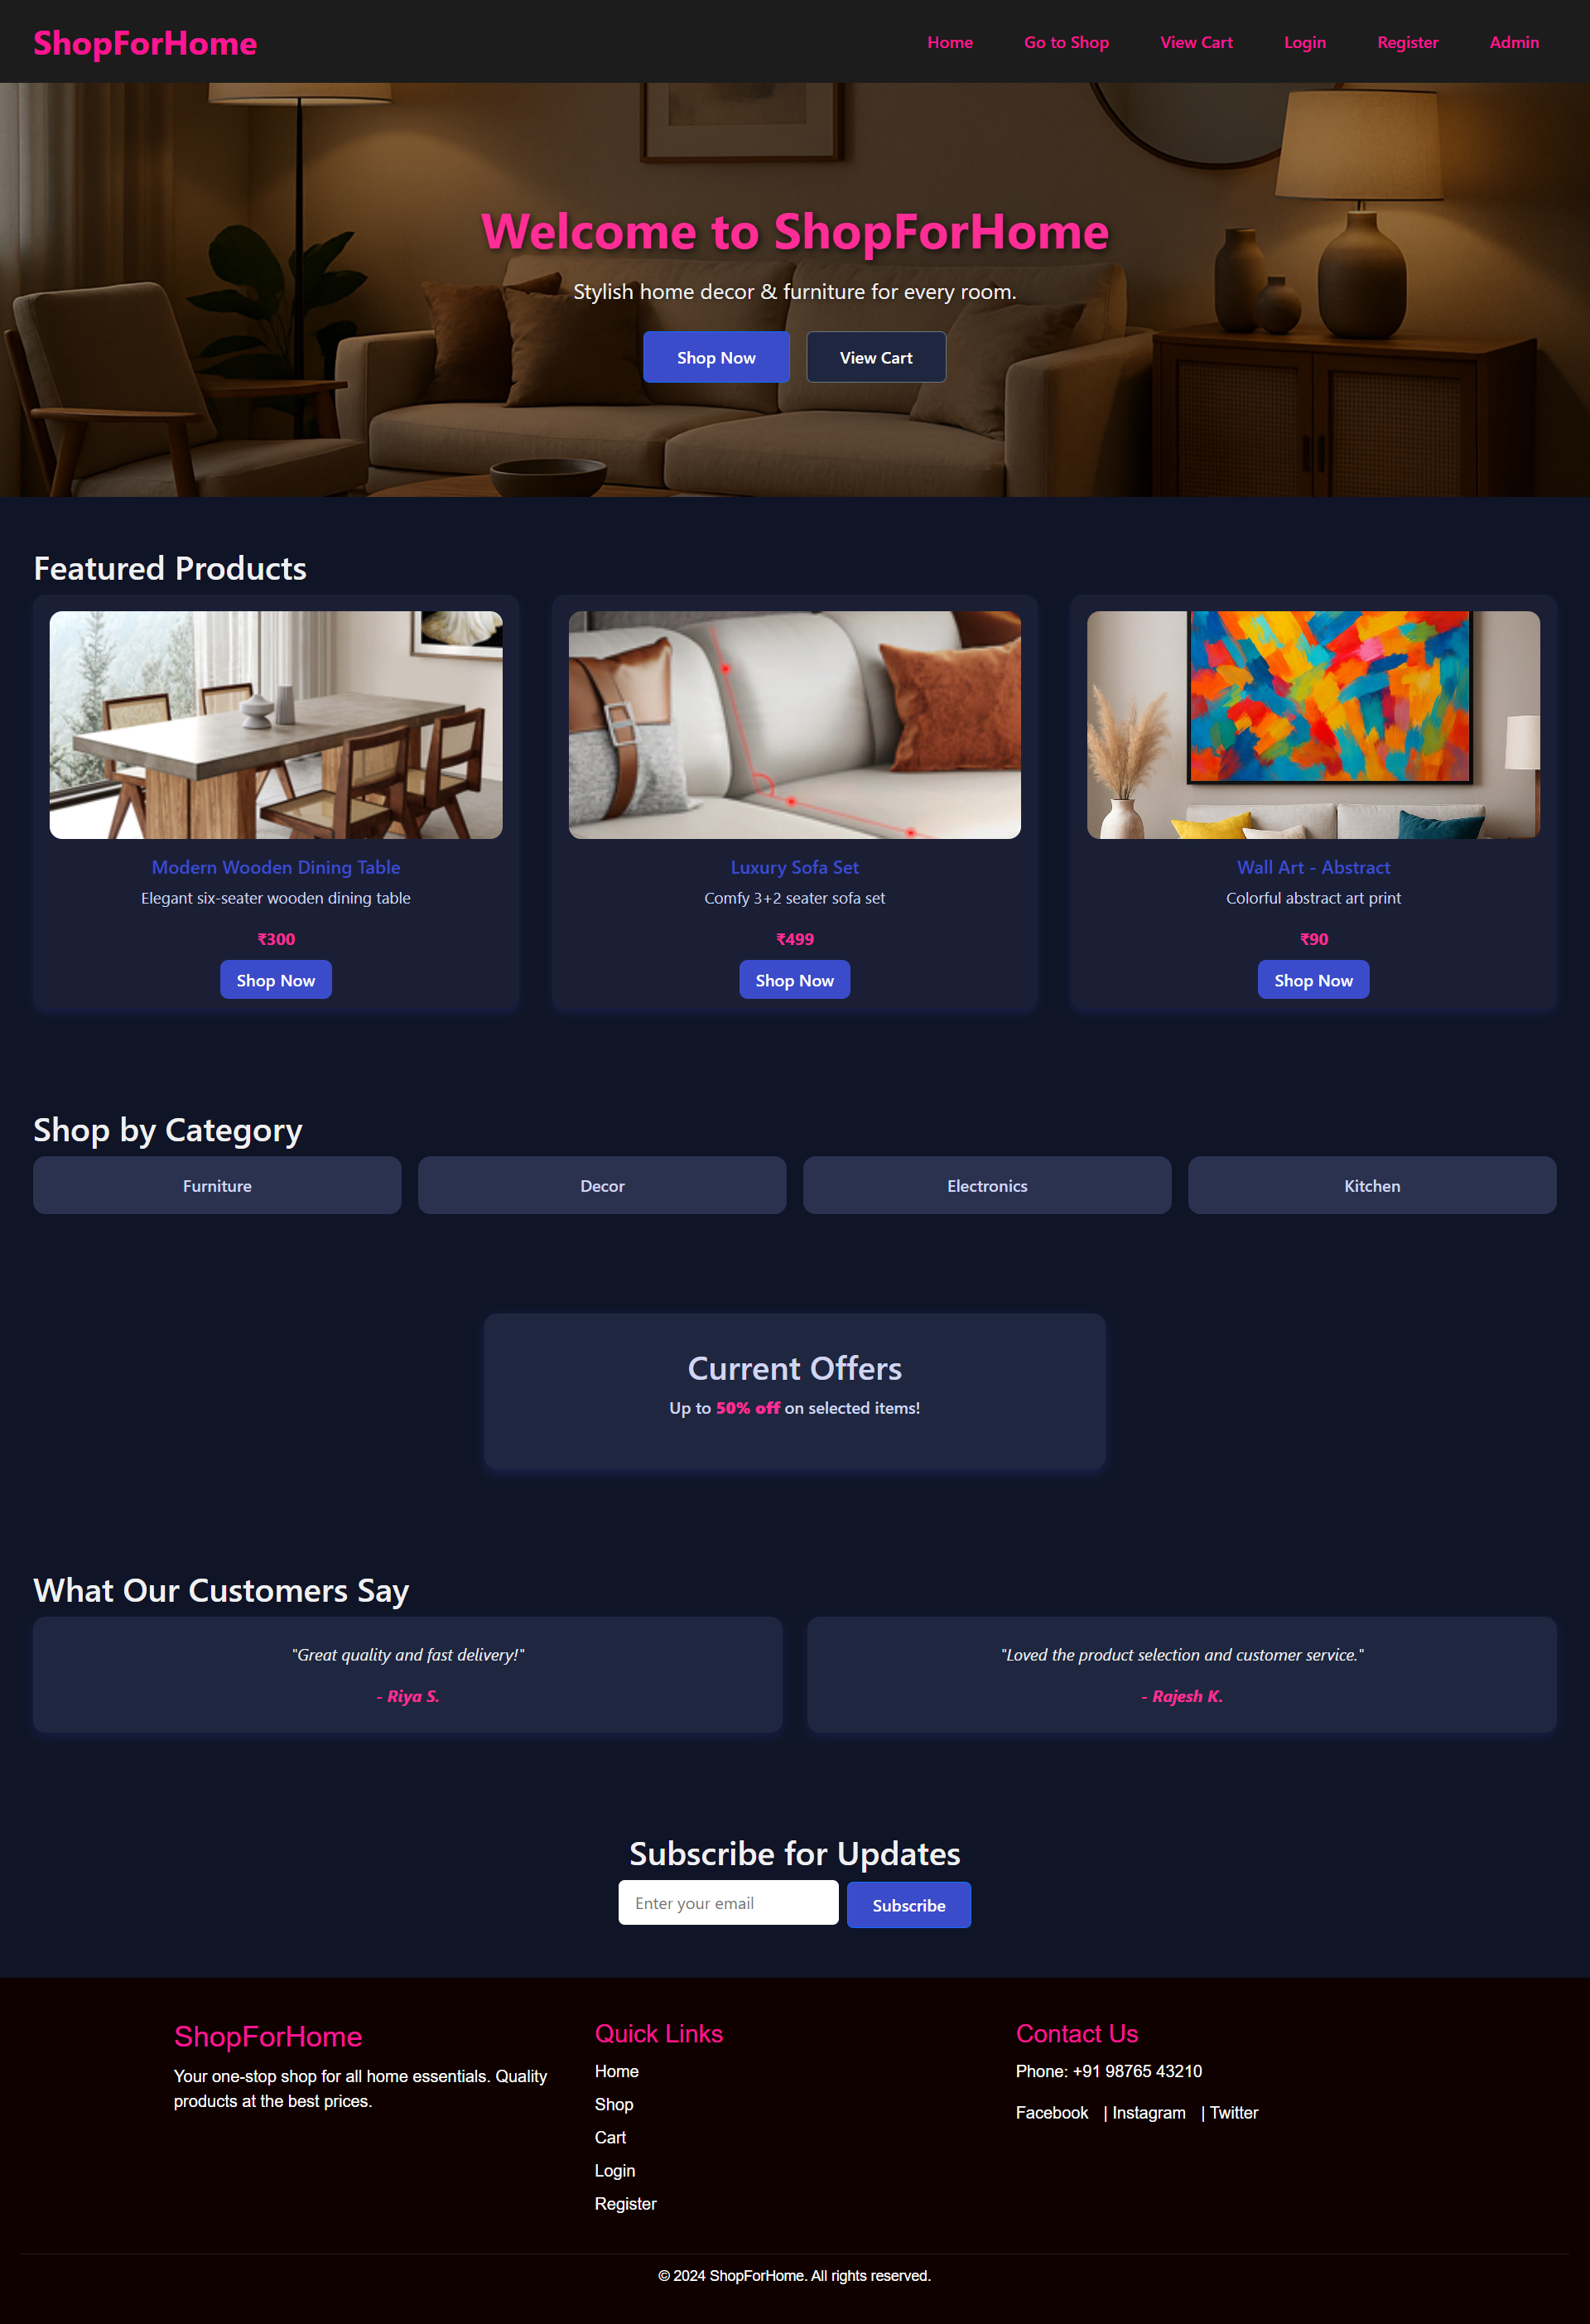 ShopForHome
Home Go to Shop View Cart Login Register Admin
Welcome to ShopForHome
Stylish home decor & furniture for every room.
Shop Now View Cart
Featured Products
Modern Wooden Dining Table
Elegant six-seater wooden dining table
₹300
Shop Now
Luxury Sofa Set
Comfy 3+2 seater sofa set
₹499
Shop Now
Wall Art - Abstract
Colorful abstract art print
₹90
Shop Now
Shop by Category
Furniture Decor Electronics Kitchen
Current Offers
Up to 50% off on selected items!
What Our Customers Say
"Great quality and fast delivery!"
- Riya S.
"Loved the product selection and customer service."
- Rajesh K.
Subscribe for Updates
Enter your email Subscribe
ShopForHome
Your one-stop shop for all home essentials. Quality
products at the best prices.
Quick Links
Home
Shop
Cart
Login
Register
Contact Us
Phone: +91 98765 43210
Facebook | Instagram | Twitter
© 2024 ShopForHome. All rights reserved.